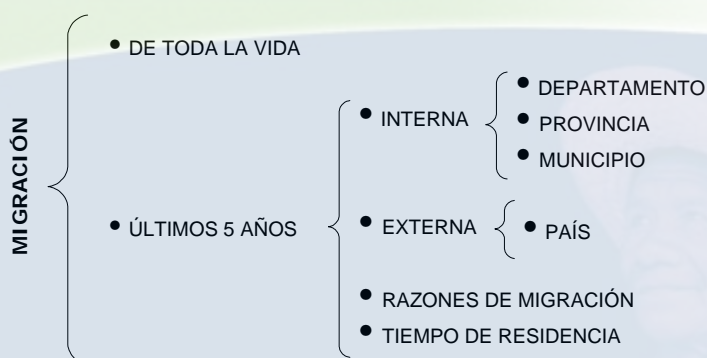 MIGRACIÓN
• DE TODA LA VIDA
• ÚLTIMOS 5 AÑOS
• INTERNA
• DEPARTAMENTO
• PROVINCIA
• MUNICIPIO
• EXTERNA
• PAÍS
• RAZONES DE MIGRACIÓN
• TIEMPO DE RESIDENCIA